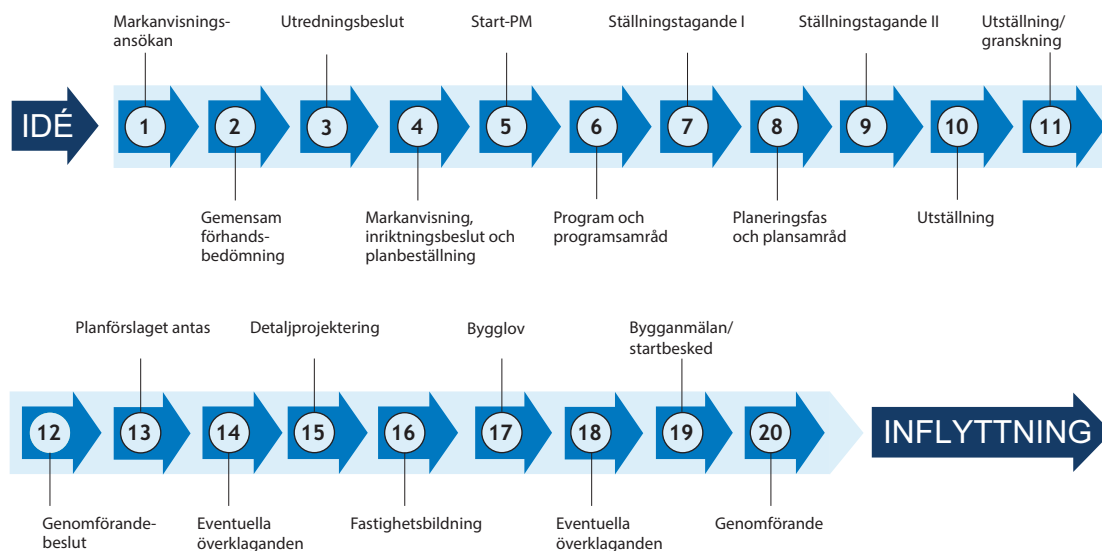 Markanvisnings-
ansökan
Utredningsbeslut
Start-PM
Ställningstagande I
Ställningstagande II
Utställning/
granskning
IDÉ
1
2
3
4
5
6
7
8
9
10
11
Gemensam
förhands-
bedömning
Markanvisning,
inriktningsbeslut och
planbeställning
Program och
programsamråd
Planeringsfas
och plansamråd
Utställning
Planförslaget antas
Detaljprojektering
Bygglov
Bygganmälan/
startbesked
12
13
14
15
16
17
18
19
20
INFLYTTNING
Genomförande-
beslut
Eventuella
överklaganden
Fastighetsbildning
Eventuella
överklaganden
Genomförande